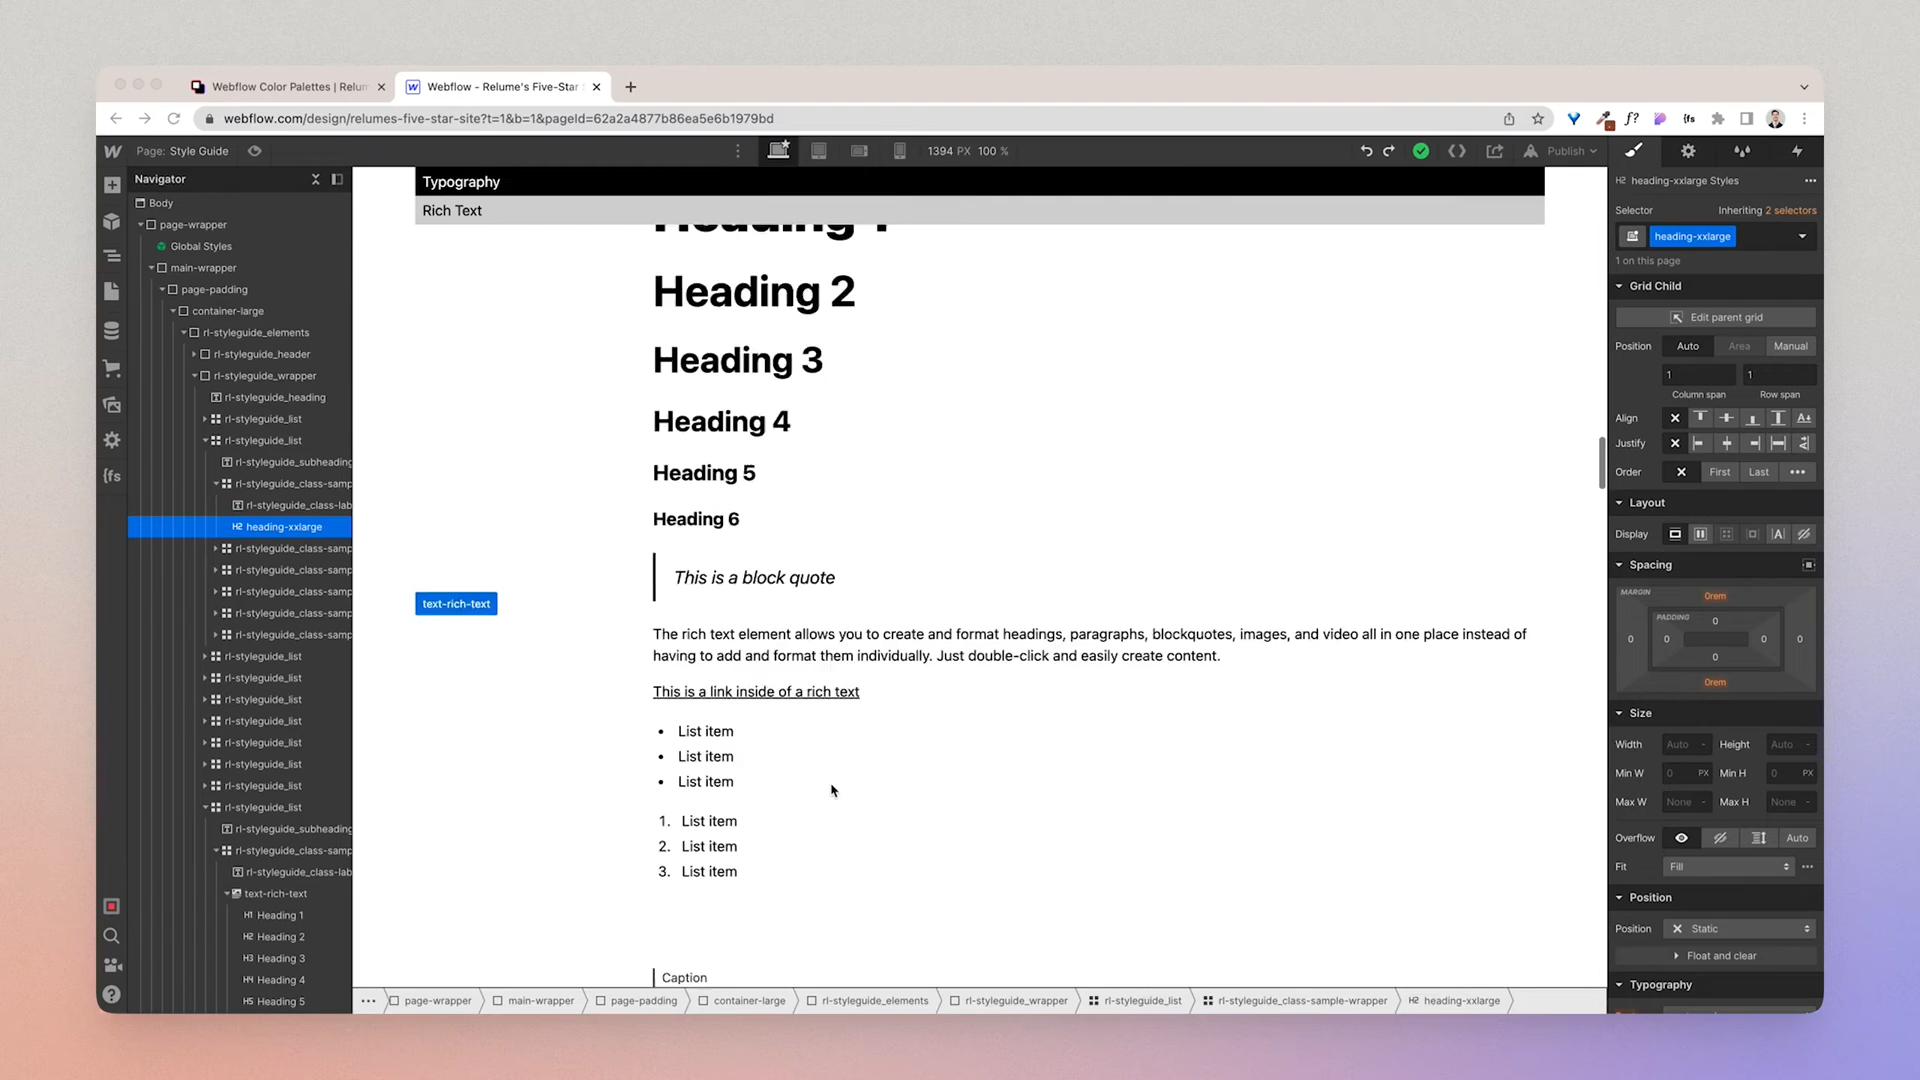 Webflow Color Palettes | Relum
Webflow - Relume's Five-Star
webflow.com/design/relumes-five-star-site?t=1&b=1&pageId=62a2a4877b86ea5e6b1979bd
Page: Style Guide
1394 PX 100 %
Publish
Navigator
Body
page-wrapper
Global Styles
main-wrapper
page-padding
container-large
rl-styleguide_elements
rl-styleguide_header
rl-styleguide_wrapper
rl-styleguide_heading
rl-styleguide_list
rl-styleguide_list
rl-styleguide_subheading
rl-styleguide_class-samp
rl-styleguide_class-lab
H2 heading-xxlarge
rl-styleguide_class-samp
rl-styleguide_class-samp
rl-styleguide_class-samp
rl-styleguide_class-samp
rl-styleguide_class-samp
rl-styleguide_list
rl-styleguide_list
rl-styleguide_list
rl-styleguide_list
rl-styleguide_list
rl-styleguide_list
rl-styleguide_list
rl-styleguide_list
rl-styleguide_subheading
rl-styleguide_class-samp
rl-styleguide_class-lab
text-rich-text
H1 Heading 1
H2 Heading 2
H3 Heading 3
H4 Heading 4
H5 Heading 5
Typography
Rich Text
Heading 1
Heading 2
Heading 3
Heading 4
Heading 5
Heading 6
This is a block quote
text-rich-text
The rich text element allows you to create and format headings, paragraphs, blockquotes, images, and video all in one place instead of
having to add and format them individually. Just double-click and easily create content.
This is a link inside of a rich text
• List item
• List item
• List item
1. List item
2. List item
3. List item
Caption
page-wrapper
main-wrapper
page-padding
container-large
rl-styleguide_elements
rl-styleguide_wrapper
rl-styleguide_list
rl-styleguide_class-sample-wrapper
H2 heading-xxlarge
H2 heading-xxlarge Styles
Selector Inheriting 2 selectors
heading-xxlarge
1 on this page
Grid Child
Edit parent grid
Position Auto Area Manual
1 1
Column span Row span
Align
Justify
Order First Last
Layout
Display
Spacing
MARGIN 0rem
PADDING 0
0 0 0 0
0
0rem
Size
Width Auto - Height Auto -
Min W 0 PX Min H 0 PX
Max W None - Max H None -
Overflow Auto
Fit Fill
Position
Position Static
Float and clear
Typography